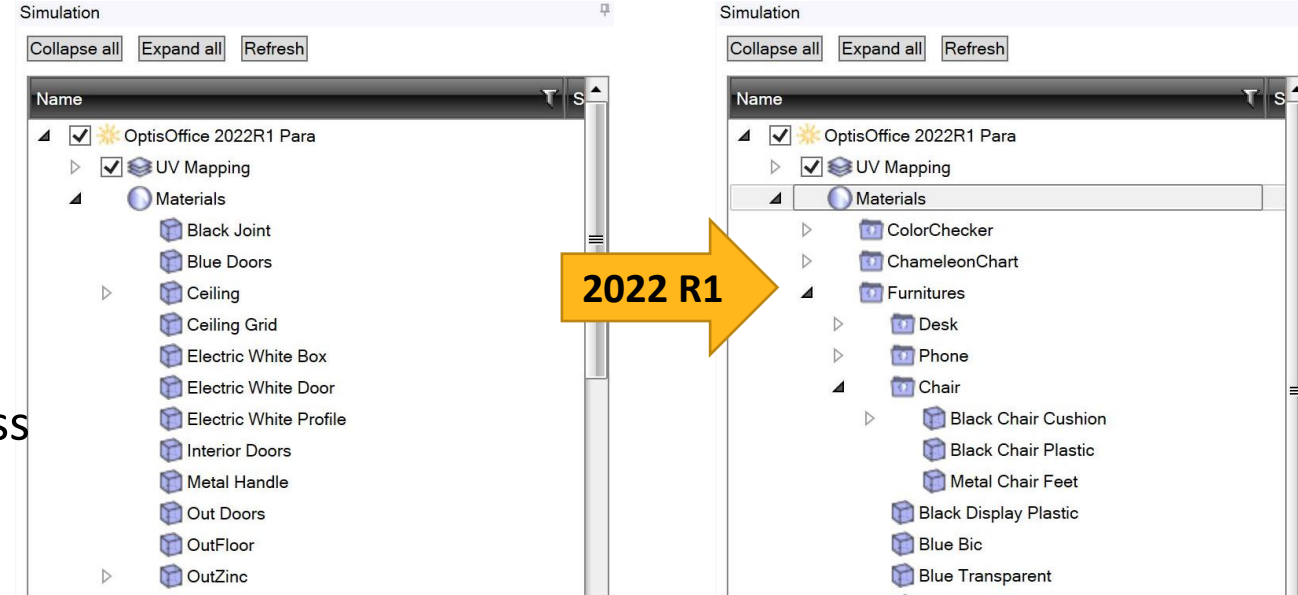 Simulation
Collapse all Expand all Refresh
Name S
OptisOffice 2022R1 Para
UV Mapping
Materials
Black Joint
Blue Doors
Ceiling
Ceiling Grid
Electric White Box
Electric White Door
Electric White Profile
Interior Doors
Metal Handle
Out Doors
OutFloor
OutZinc
ss
2022 R1
Simulation
Collapse all Expand all Refresh
Name S
OptisOffice 2022R1 Para
UV Mapping
Materials
ColorChecker
ChameleonChart
Furnitures
Desk
Phone
Chair
Black Chair Cushion
Black Chair Plastic
Metal Chair Feet
Black Display Plastic
Blue Bic
Blue Transparent